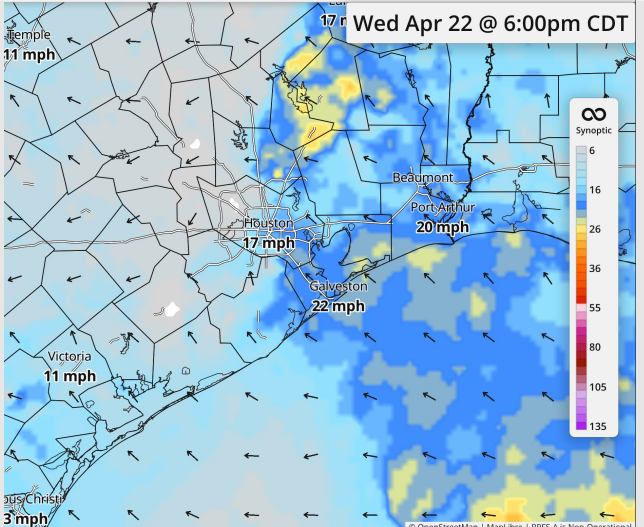 Wed Apr 22 @ 6:00pm CDT
Temple
11 mph
Synoptic
6
16
26
36
55
80
105
135
Beaumont
Port Arthur
20 mph
Houston
17 mph
Galveston
22 mph
Victoria
11 mph
pus Christi
3 mph
© OpenStreetMap | MapLibre | RRFS-A is Non-Operational